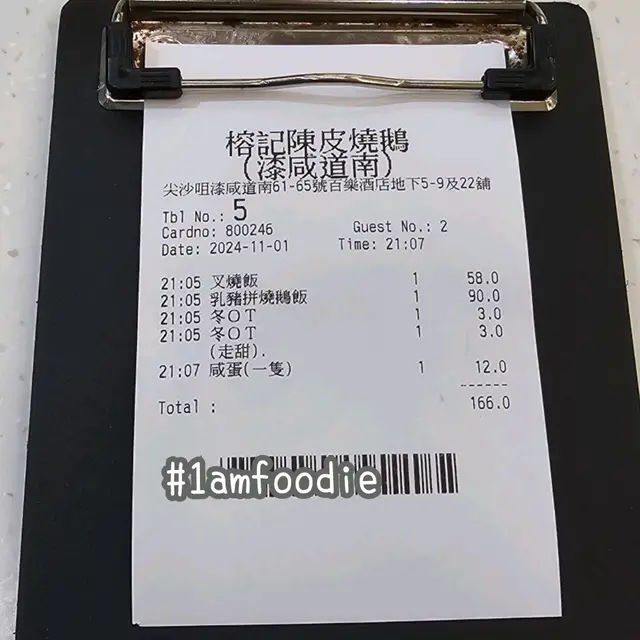 榕記陳皮燒鵝
(漆咸道南)
尖沙咀漆咸道南61-65號百樂酒店地下5-9及22舖
Tbl No.: 5
Cardno: 800246 Guest No.: 2
Date: 2024-11-01 Time: 21:07
21:05 叉燒飯 1 58.0
21:05 乳豬拼燒鵝飯 1 90.0
21:05 冬OT 1 3.0
21:05 冬OT 1 3.0
(走甜).
21:07 咸蛋(一隻) 1 12.0
------
Total : 166.0
#1amfoodie